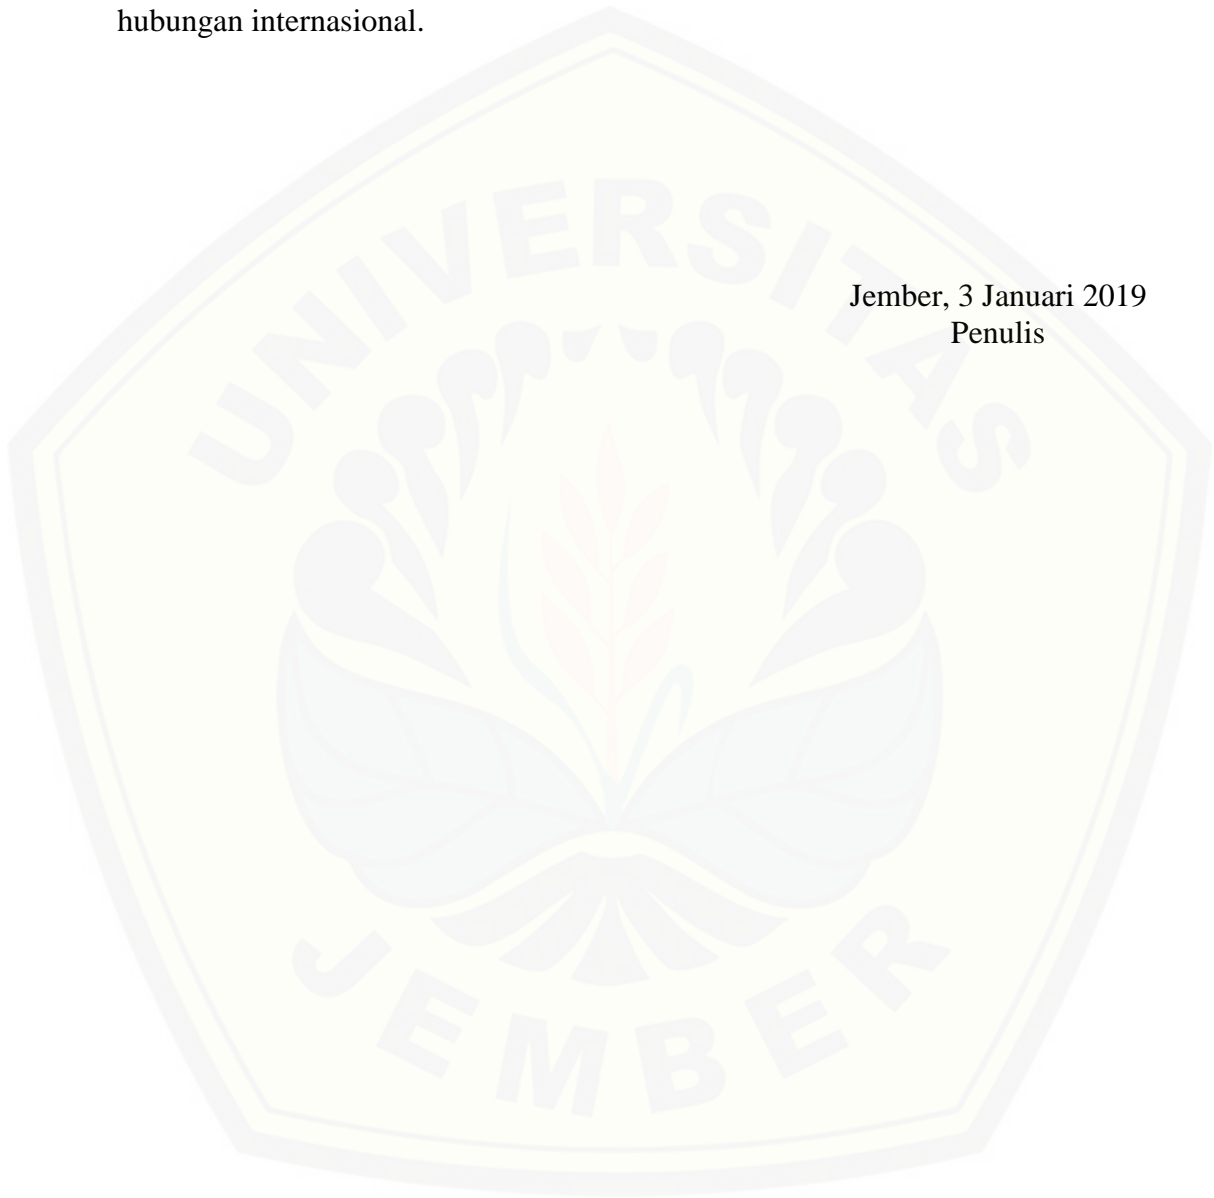 hubungan internasional.
UNIVERSITAS
Jember, 3 Januari 2019
Penulis
JEMBER